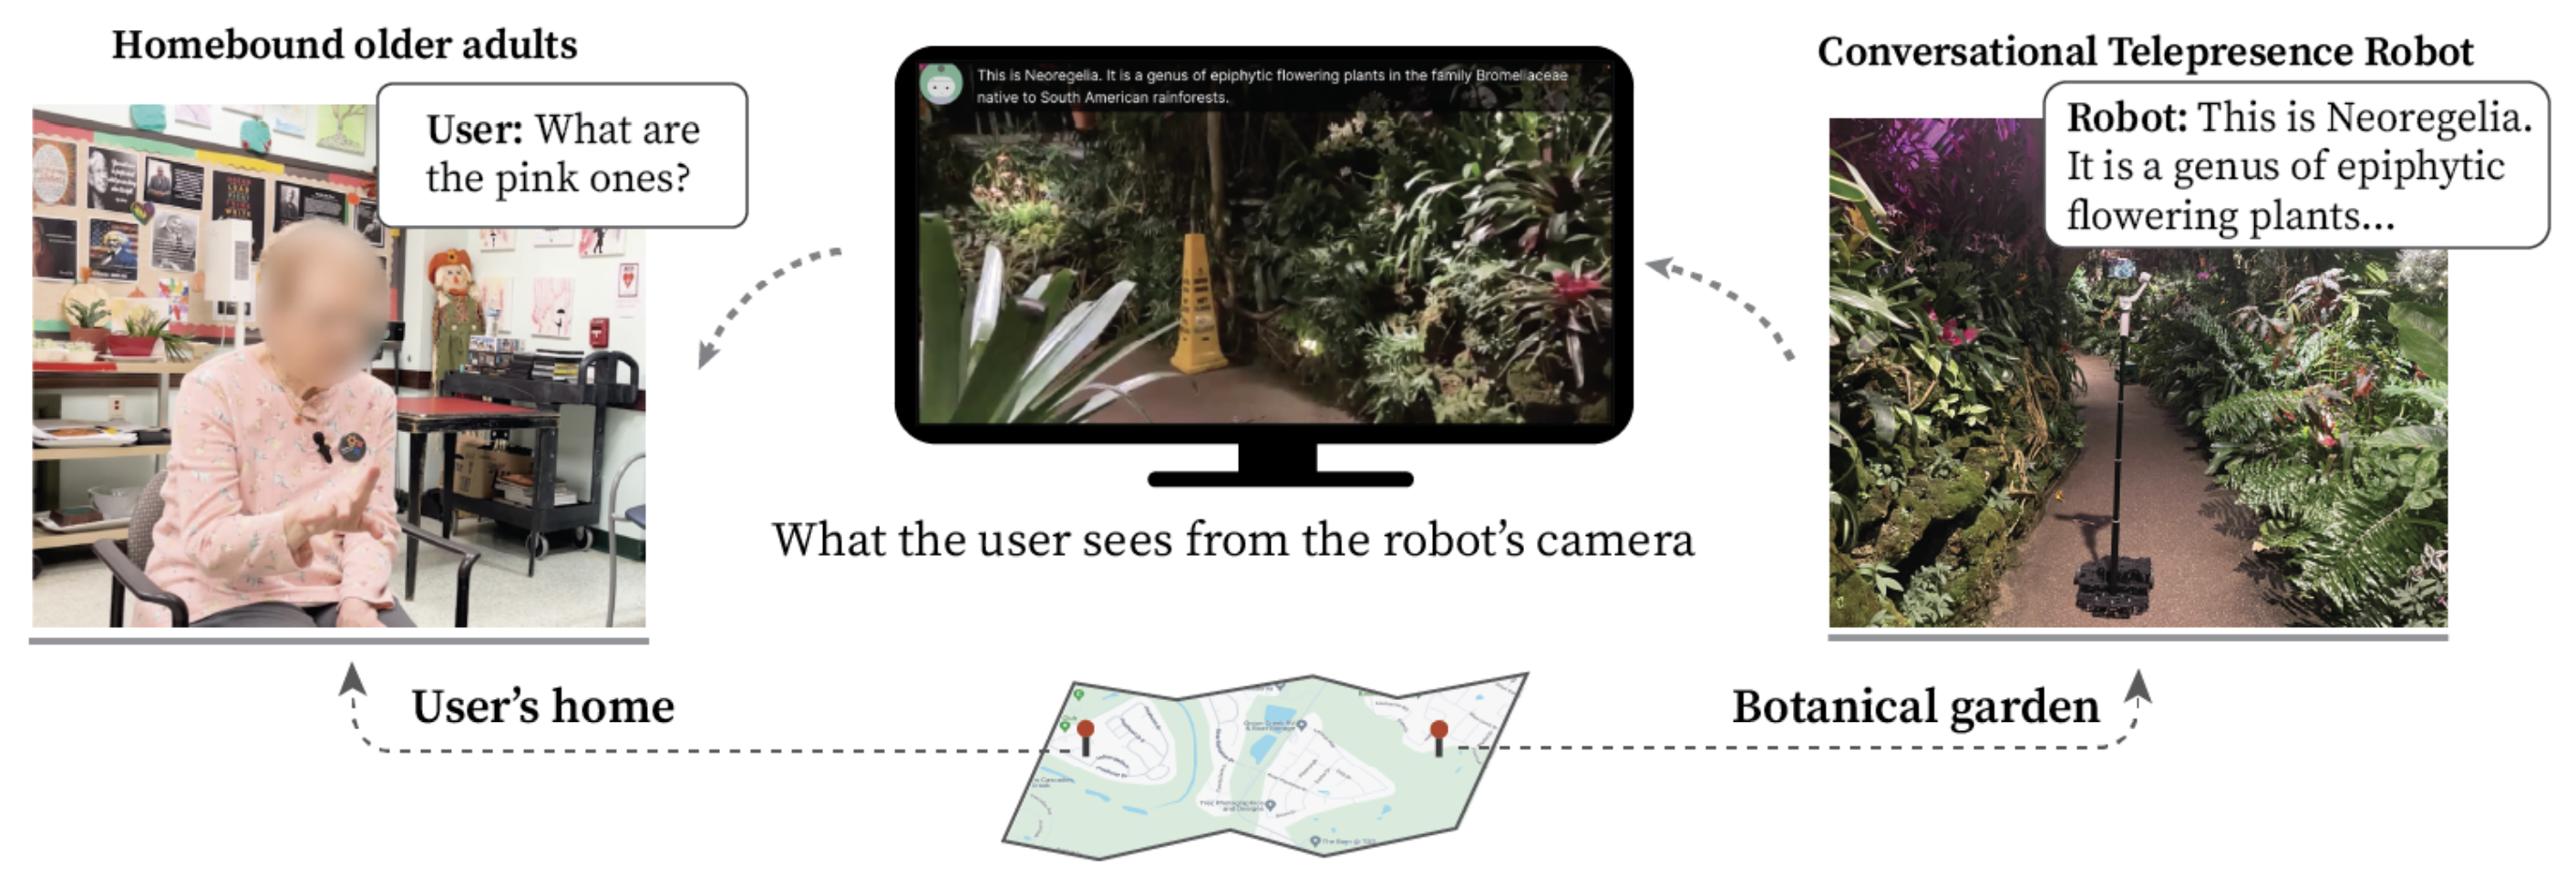 Homebound older adults
User: What are
the pink ones?
This is Neoregelia. It is a genus of epiphytic flowering plants in the family Bromeliaceae
native to South American rainforests.
Conversational Telepresence Robot
Robot: This is Neoregelia.
It is a genus of epiphytic
flowering plants...
What the user sees from the robot's camera
User's home
Botanical garden